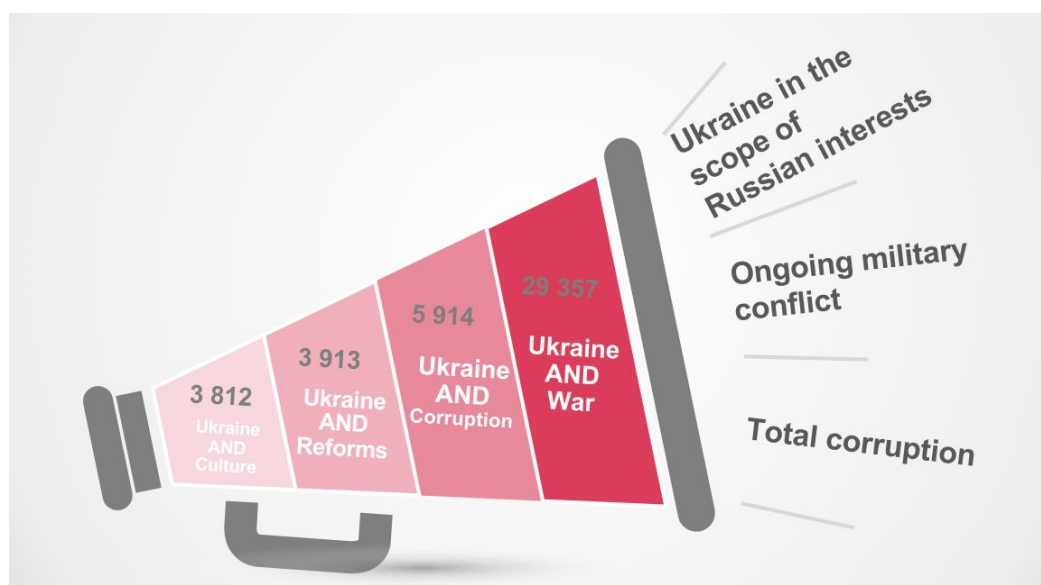 3 812
Ukraine
AND
Culture
3 913
Ukraine
AND
Reforms
5 914
Ukraine
AND
Corruption
29 357
Ukraine
AND
War
Ukraine in the
scope of
Russian interests
Ongoing military
conflict
Total corruption